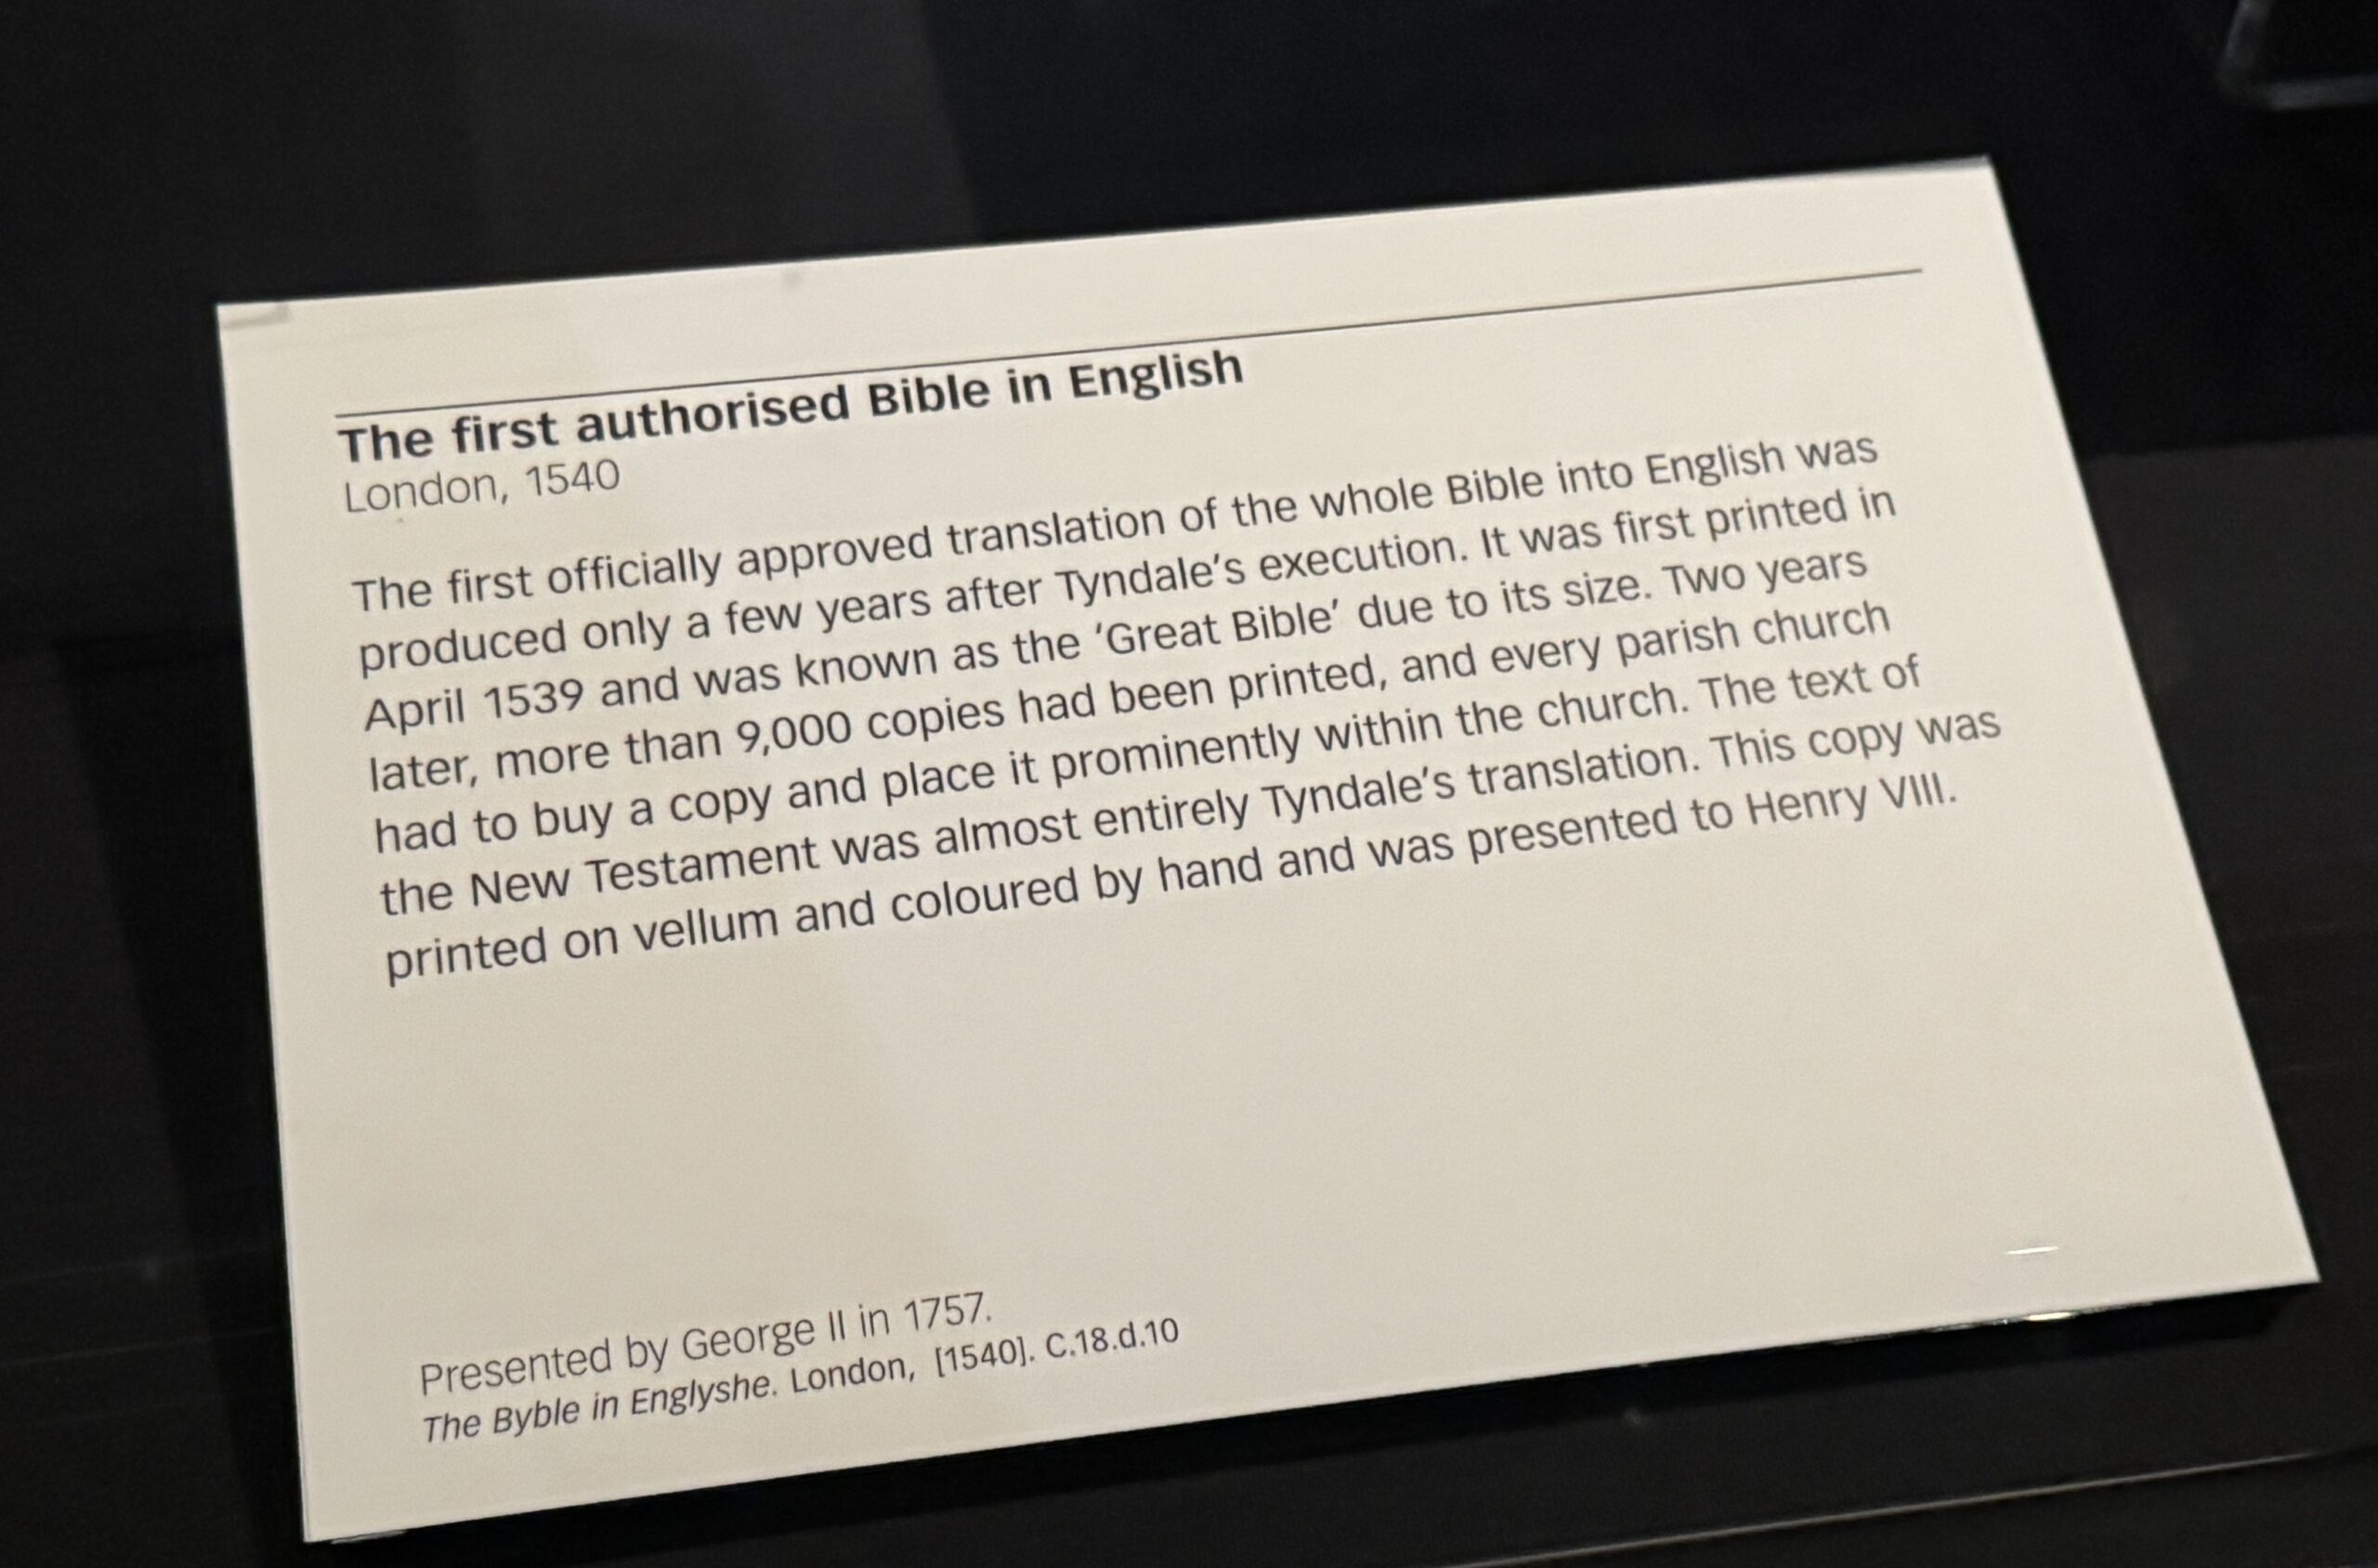 The first authorised Bible in English
London, 1540
The first officially approved translation of the whole Bible into English was
produced only a few years after Tyndale’s execution. It was first printed in
April 1539 and was known as the ‘Great Bible’ due to its size. Two years
later, more than 9,000 copies had been printed, and every parish church
had to buy a copy and place it prominently within the church. The text of
the New Testament was almost entirely Tyndale’s translation. This copy was
printed on vellum and coloured by hand and was presented to Henry VIII.
Presented by George II in 1757.
The Byble in Englyshe. London, [1540]. C.18.d.10